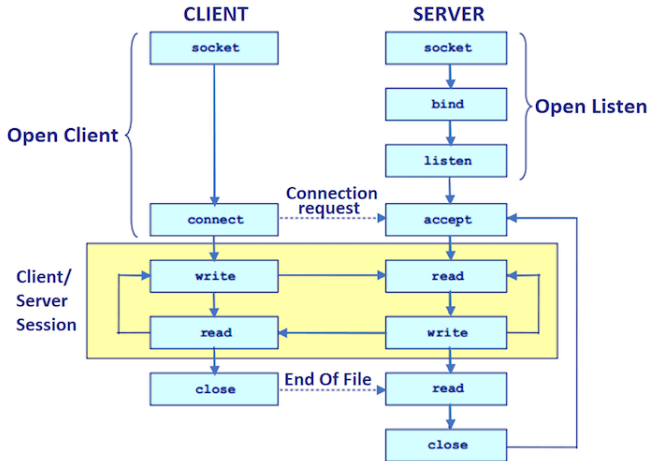 CLIENT
SERVER
socket
socket
Open Client
bind
Open Listen
listen
Connection
request
connect
accept
Client/
Server
Session
write
read
read
write
close
End Of File
read
close